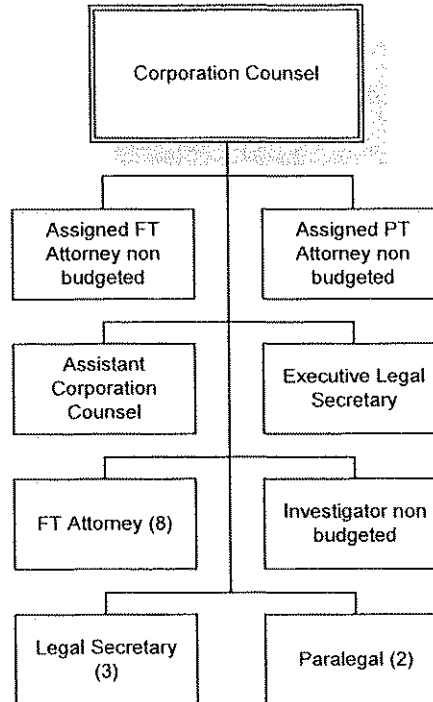 Corporation Counsel
Assigned FT
Attorney non
budgeted
Assigned PT
Attorney non
budgeted
Assistant
Corporation
Counsel
Executive Legal
Secretary
FT Attorney (8)
Investigator non
budgeted
Legal Secretary
(3)
Paralegal (2)